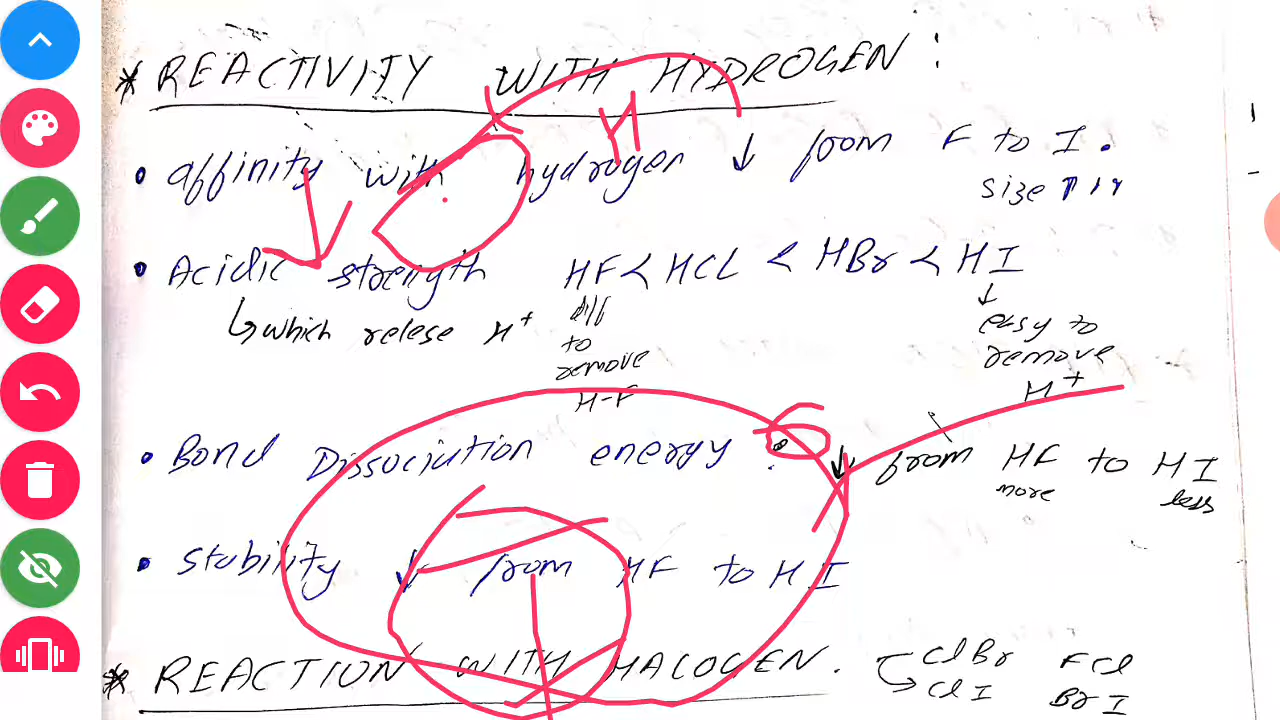 * REACTIVITY WITH HYDROGEN :
• affinity with hydrogen ↓ from F to I.
size ↑
• Acidic strength HF < HCL < HBr < HI
↳ which relese H+
diff to remove H-F
↓ easy to remove H+
• Bond Dissociution energy : ↓ from HF to HI
more less
• stability ↓ from HF to HI
* REACTION WITH HALOGEN. ClBr FCl
ClI BrI
H